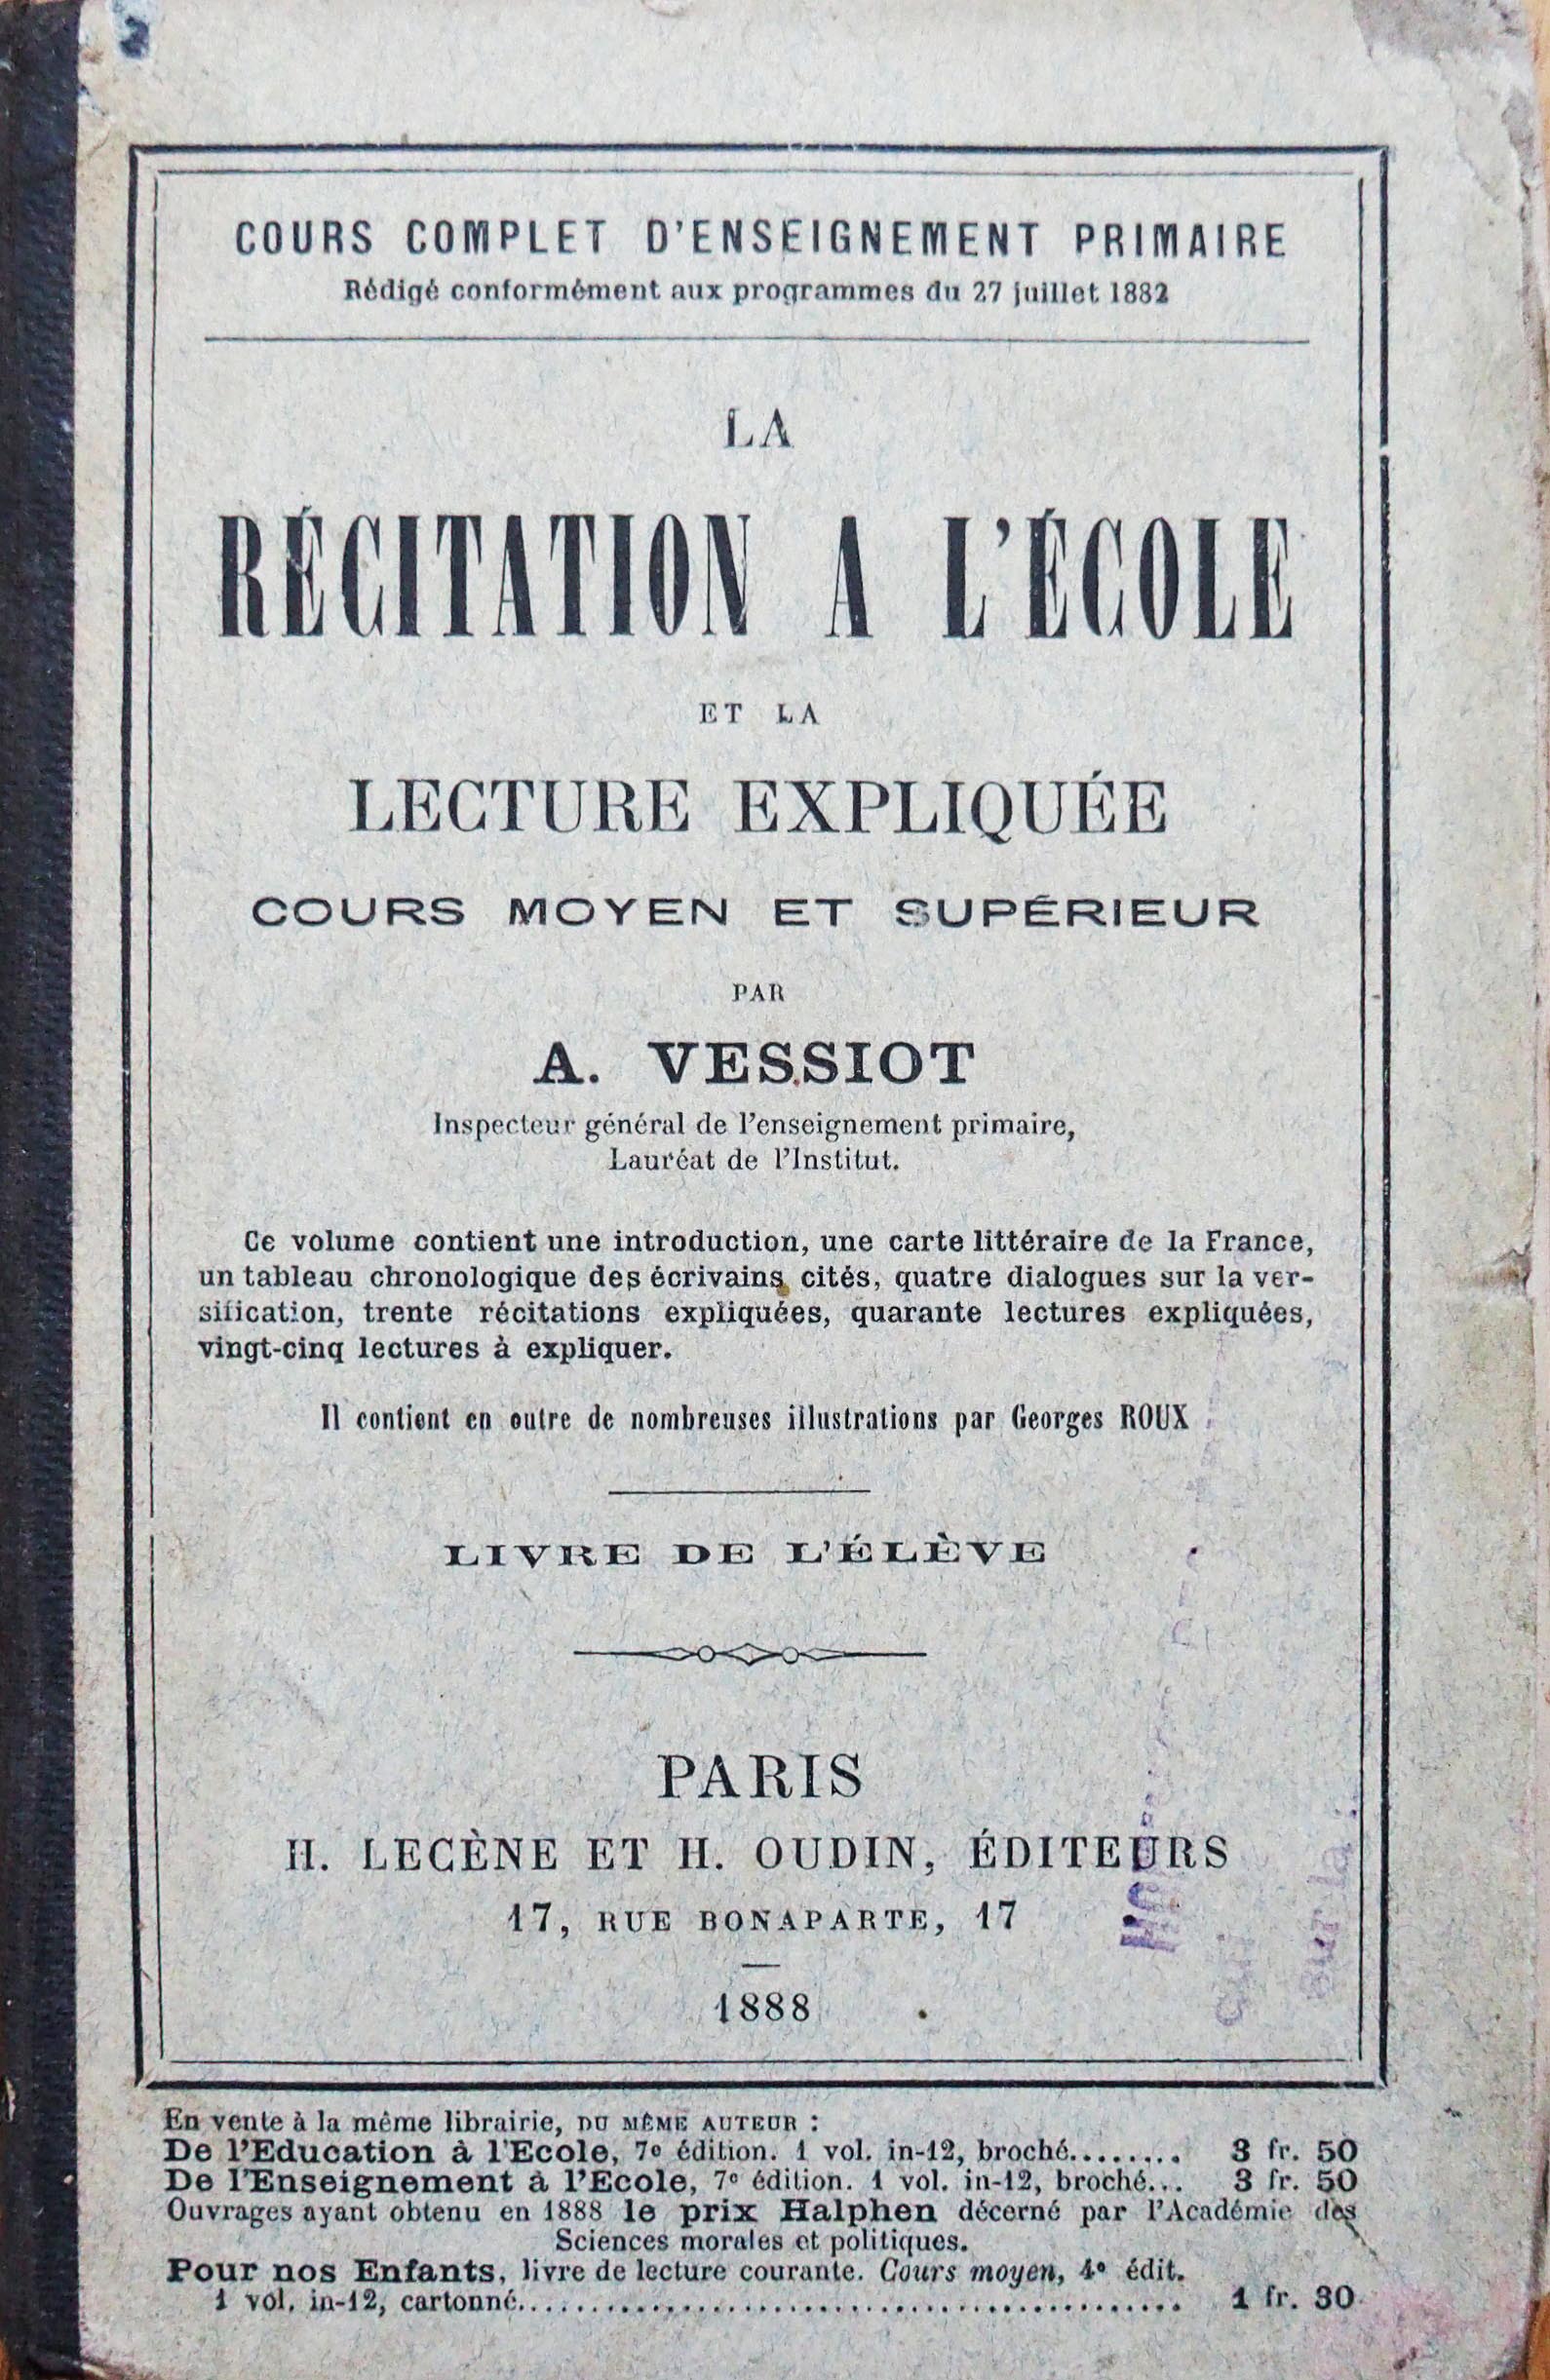 COURS COMPLET D'ENSEIGNEMENT PRIMAIRE
Rédigé conformément aux programmes du 27 juillet 1882
LA
RÉCITATION A L'ÉCOLE
ET LA
LECTURE EXPLIQUÉE
COURS MOYEN ET SUPÉRIEUR
PAR
A. VESSIOT
Inspecteur général de l'enseignement primaire,
Lauréat de l'Institut.
Ce volume contient une introduction, une carte littéraire de la France,
un tableau chronologique des écrivains cités, quatre dialogues sur la ver-
sification, trente récitations expliquées, quarante lectures expliquées,
vingt-cinq lectures à expliquer.
Il contient en outre de nombreuses illustrations par Georges ROUX
LIVRE DE L'ÉLÈVE
PARIS
H. LECÈNE ET H. OUDIN, ÉDITEURS
17, RUE BONAPARTE, 17
1888
En vente à la même librairie, DU MÊME AUTEUR :
De l'Education à l'Ecole, 7e édition. 1 vol. in-12, broché........ 3 fr. 50
De l'Enseignement à l'Ecole, 7e édition. 1 vol. in-12, broché... 3 fr. 50
Ouvrages ayant obtenu en 1888 le prix Halphen décerné par l'Académie des
Sciences morales et politiques.
Pour nos Enfants, livre de lecture courante. Cours moyen, 4e édit.
1 vol. in-12, cartonné............................................ 1 fr. 30